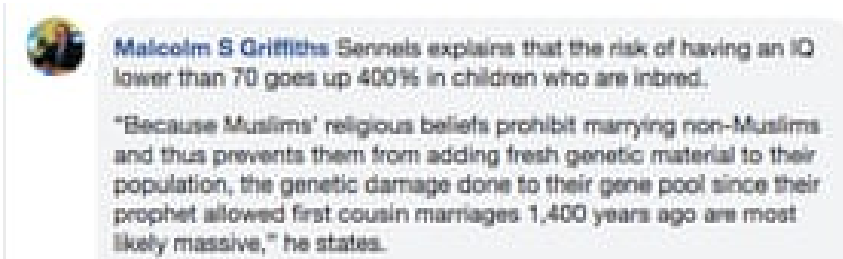 Malcolm S Griffiths Sennels explains that the risk of having an IQ
lower than 70 goes up 400% in children who are inbred.
"Because Muslims' religious beliefs prohibit marrying non-Muslims
and thus prevents them from adding fresh genetic material to their
population, the genetic damage done to their gene pool since their
prophet allowed first cousin marriages 1,400 years ago are most
likely massive," he states.